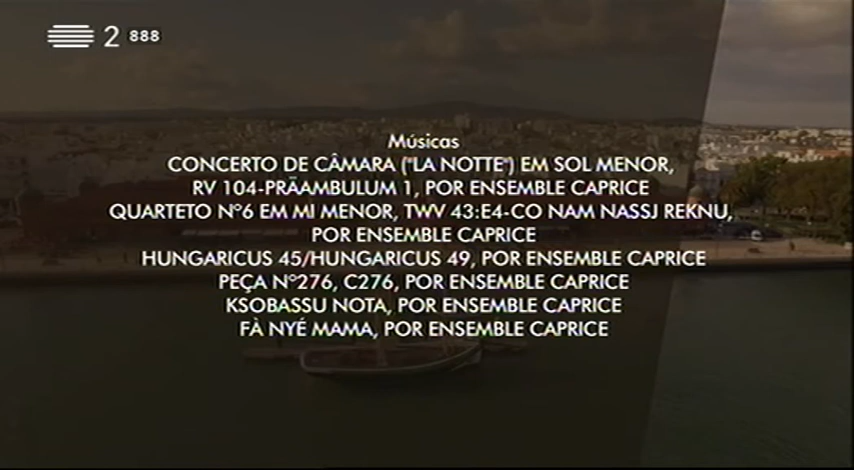 2 888
Músicas
CONCERTO DE CÂMARA ("LA NOTTE") EM SOL MENOR,
RV 104-PRÄAMBULUM 1, POR ENSEMBLE CAPRICE
QUARTETO Nº6 EM MI MENOR, TWV 43:E4-CO NAM NASSJ REKNU,
POR ENSEMBLE CAPRICE
HUNGARICUS 45/HUNGARICUS 49, POR ENSEMBLE CAPRICE
PEÇA Nº276, C276, POR ENSEMBLE CAPRICE
KSOBASSU NOTA, POR ENSEMBLE CAPRICE
FÀ NYÉ MAMA, POR ENSEMBLE CAPRICE